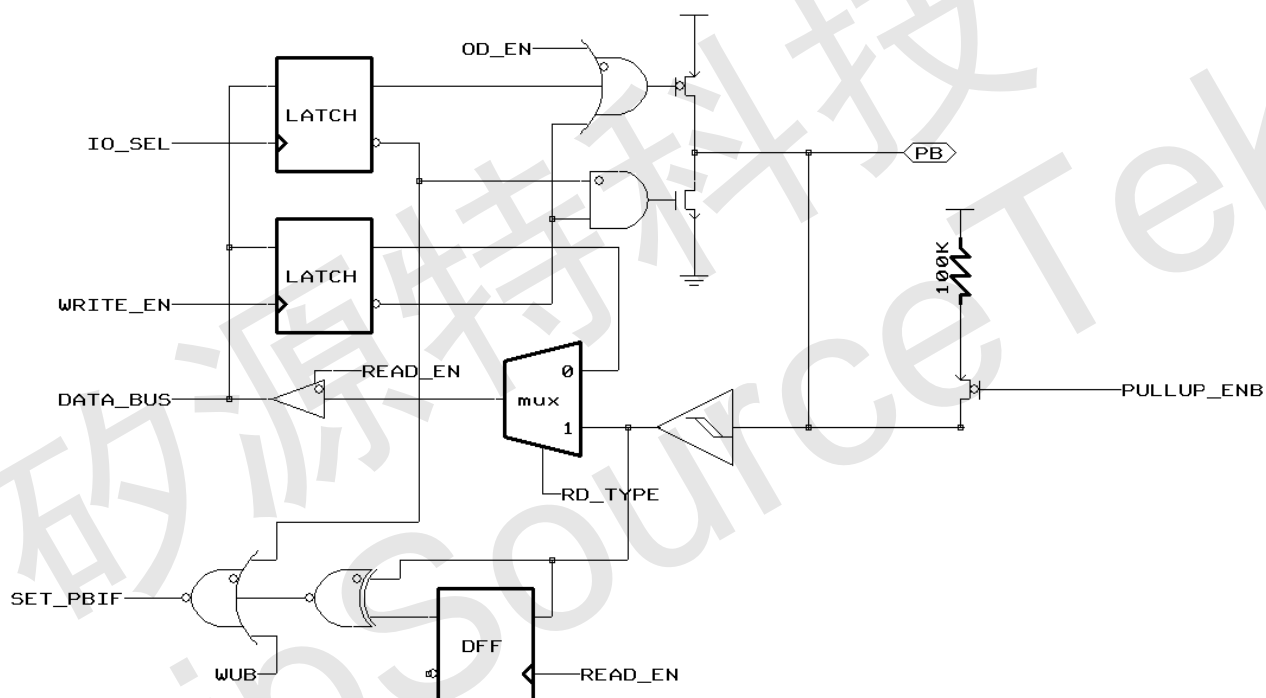 OD_EN
LATCH
IO_SEL
PB
100K
LATCH
WRITE_EN
READ_EN
0
DATA_BUS
mux
PULLUP_ENB
1
RD_TYPE
SET_PBIF
DFF
WUB
READ_EN
矽源特科技
ipSourceTek